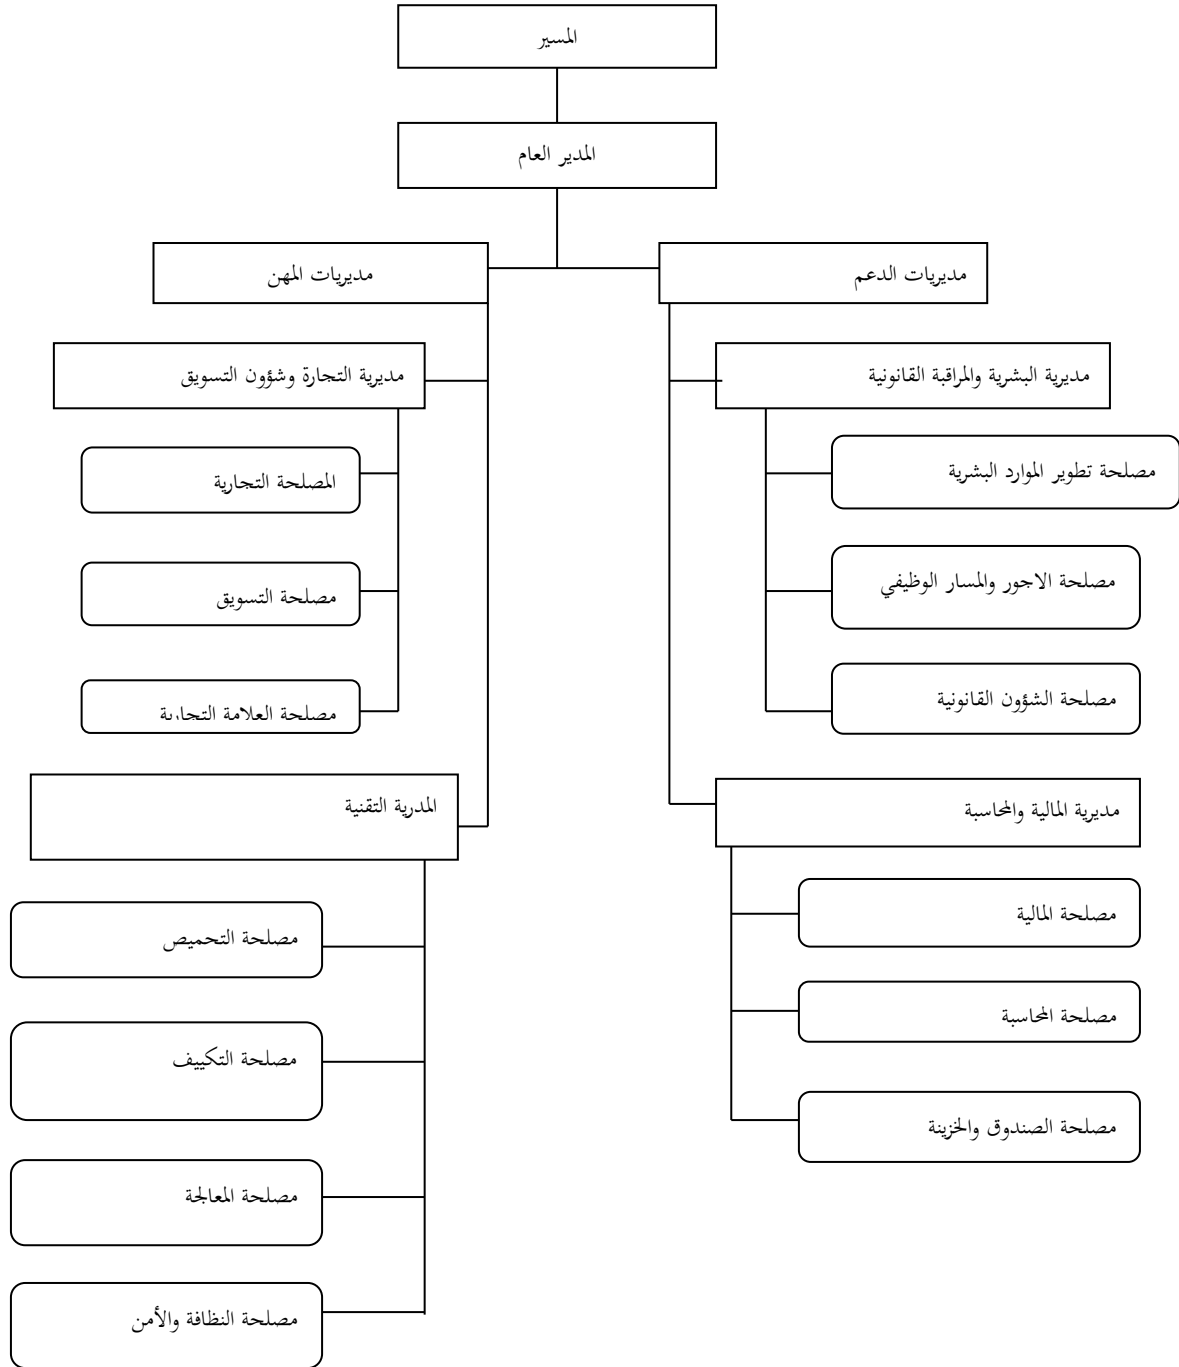 المسير
المدير العام
مديريات الدعم
مديريات المهن
مديرية البشرية والمراقبة القانونية
مصلحة تطوير الموارد البشرية
مصلحة الاجور والمسار الوظيفي
مصلحة الشؤون القانونية
مديرية المالية والمحاسبة
مصلحة المالية
مصلحة المحاسبة
مصلحة الصندوق والخزينة
مديرية التجارة وشؤون التسويق
المصلحة التجارية
مصلحة التسويق
مصلحة العلامة التجارية
المدرية التقنية
مصلحة التحميص
مصلحة التكييف
مصلحة المعالجة
مصلحة النظافة والأمن